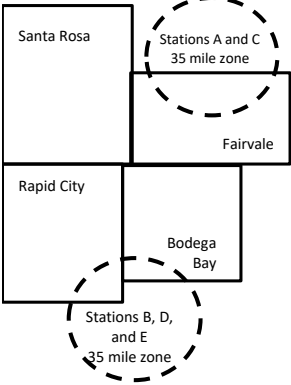 Santa Rosa
Stations A and C
35 mile zone
Fairvale
Rapid City
Bodega
Bay
Stations B, D,
and E
35 mile zone